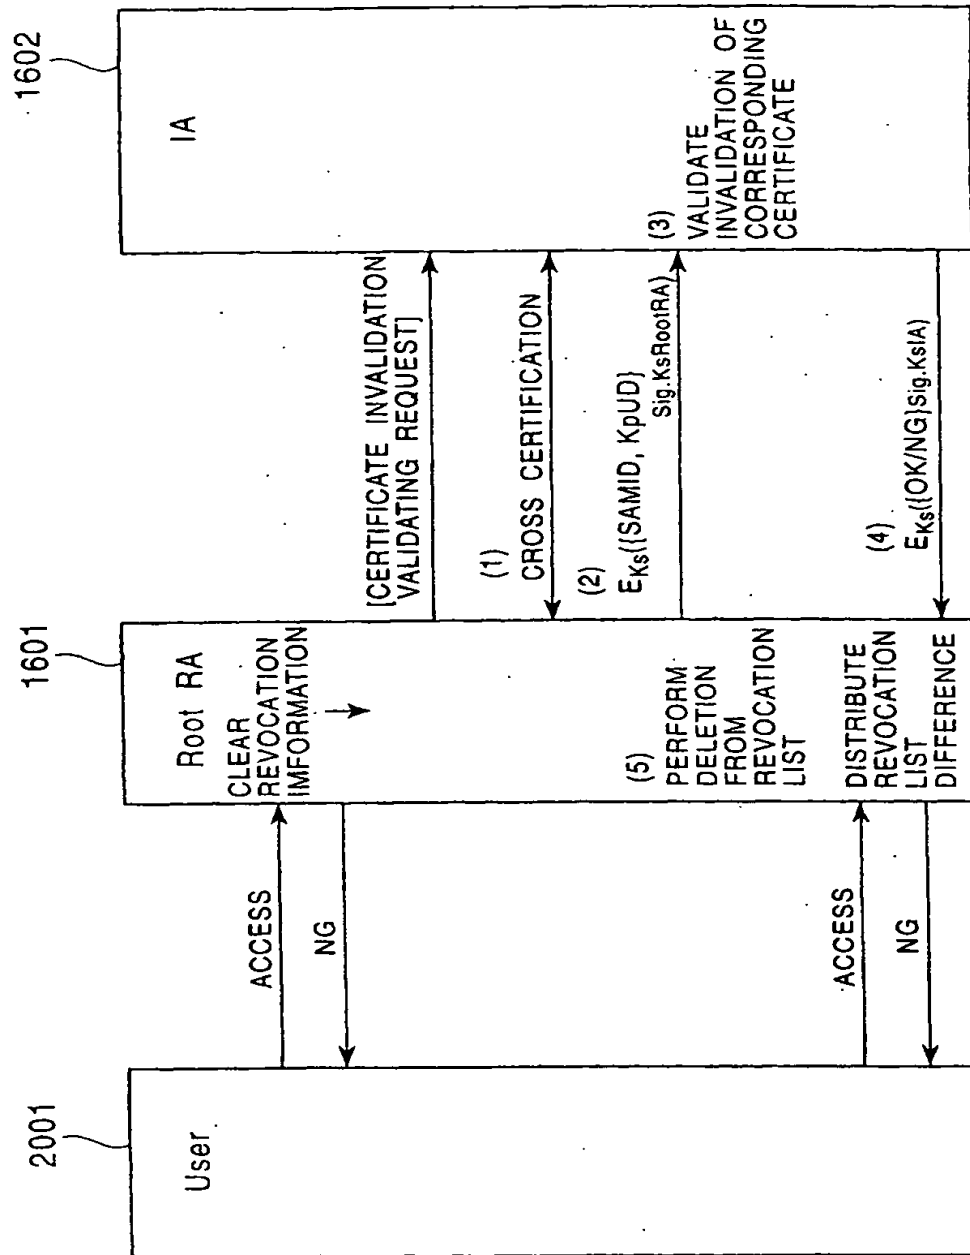 2001
User
ACCESS
NG
ACCESS
NG
1601
Root RA
CLEAR
REVOCATION
IMFORMATION
(5)
PERFORM
DELETION
FROM
REVOCATION
LIST
DISTRIBUTE
REVOCATION
LIST
DIFFERENCE
[CERTIFICATE INVALIDATION
VALIDATING REQUEST]
(1)
CROSS CERTIFICATION
(2)
EKs({SAMID, KpUD}
Sig.KsRootRA)
(4)
EKs({OK/NG}Sig.KsIA)
1602
IA
(3)
VALIDATE
INVALIDATION OF
CORRESPONDING
CERTIFICATE